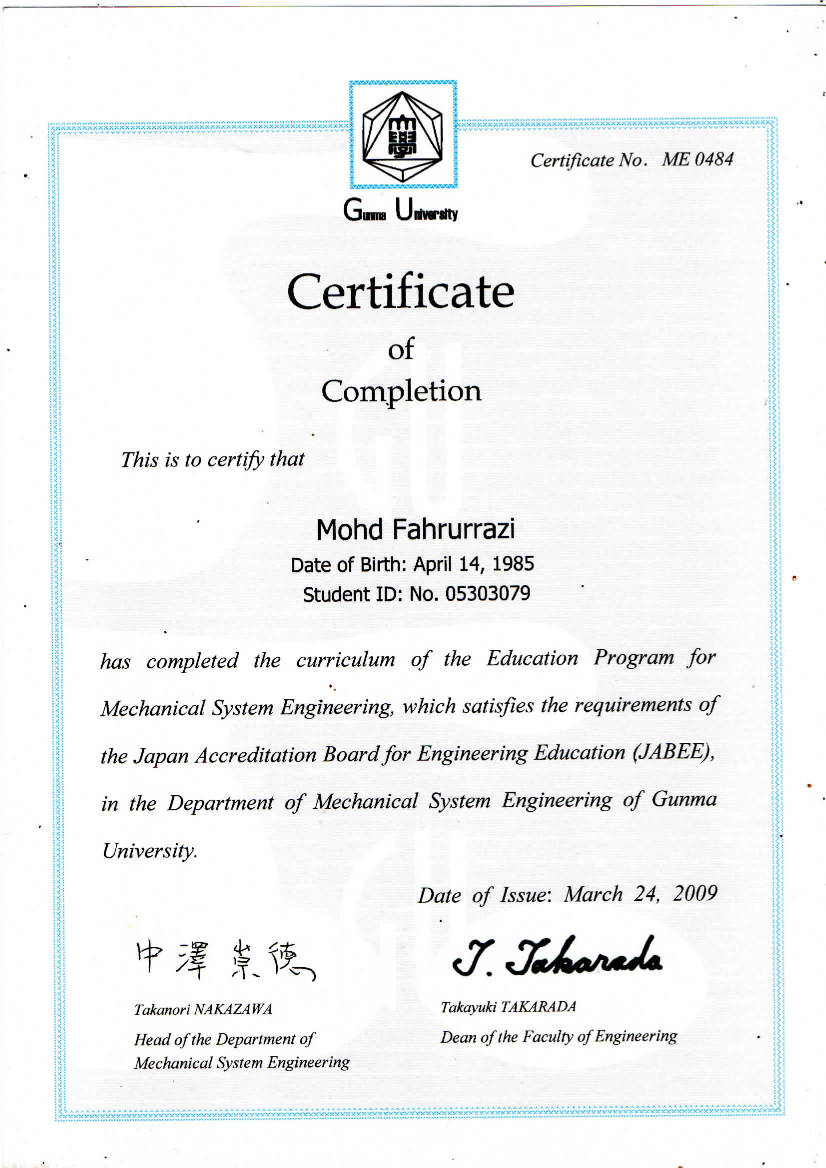 大學
Certificate No. ME 0484
Gunma University
Certificate
of
Completion
This is to certify that
Mohd Fahrurrazi
Date of Birth: April 14, 1985
Student ID: No. 05303079
has completed the curriculum of the Education Program for
Mechanical System Engineering, which satisfies the requirements of
the Japan Accreditation Board for Engineering Education (JABEE),
in the Department of Mechanical System Engineering of Gunma
University.
Date of Issue: March 24, 2009
中澤崇徳
T. Takarada
Takanori NAKAZAWA
Takayuki TAKARADA
Head of the Department of
Mechanical System Engineering
Dean of the Faculty of Engineering